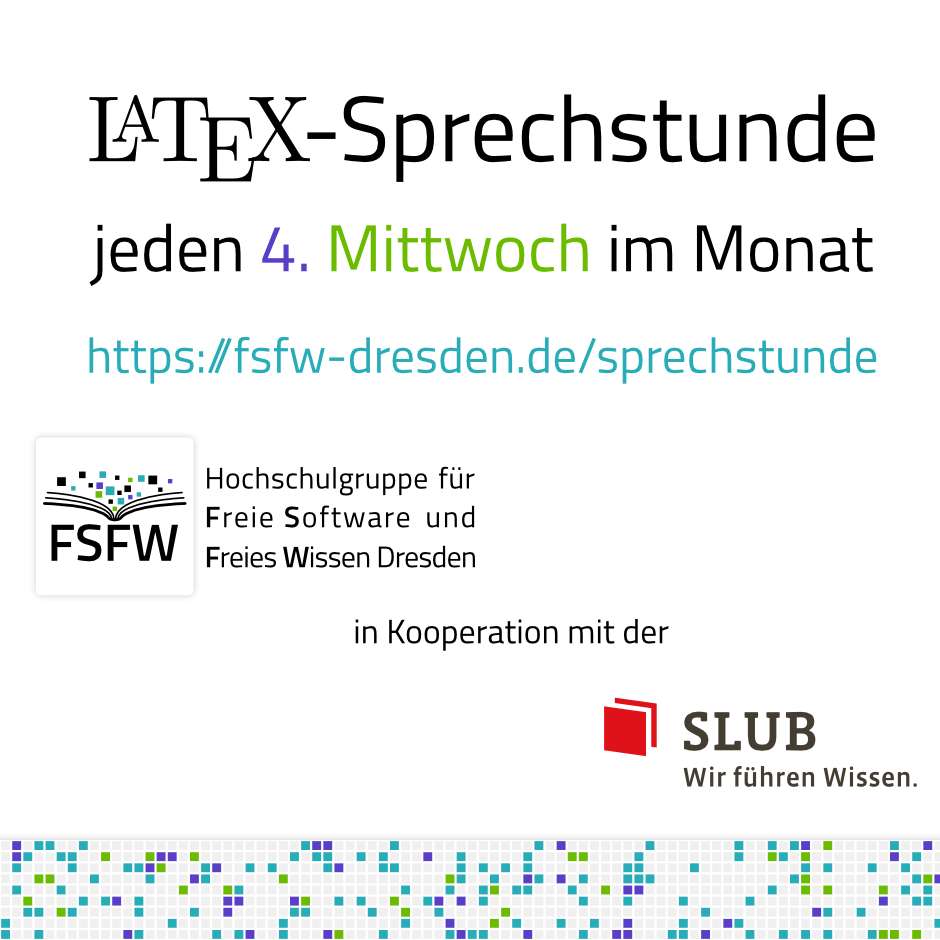 LATEX-Sprechstunde
jeden 4. Mittwoch im Monat
https://fsfw-dresden.de/sprechstunde
FSFW
Hochschulgruppe für
Freie Software und
Freies Wissen Dresden
in Kooperation mit der
SLUB
Wir führen Wissen.